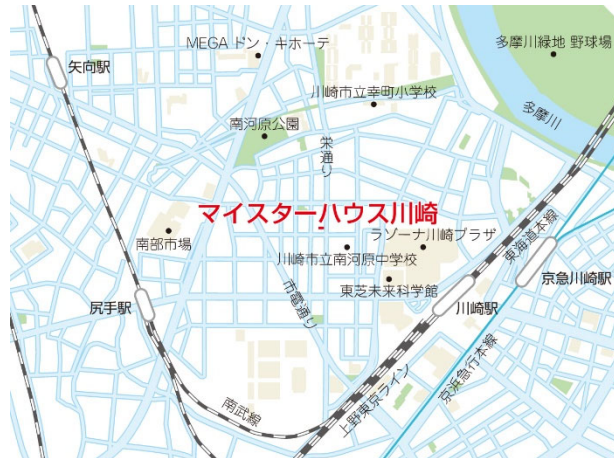 MEGA ドン・キホーテ
多摩川緑地 野球場
矢向駅
川崎市立幸町小学校
多摩川
南河原公園
栄通り
マイスターハウス川崎
南部市場
ラゾーナ川崎プラザ
東海道本線
川崎市立南河原中学校
京急川崎駅
東芝未来科学館
市電通り
尻手駅
川崎駅
京浜急行本線
上野東京ライン
南武線